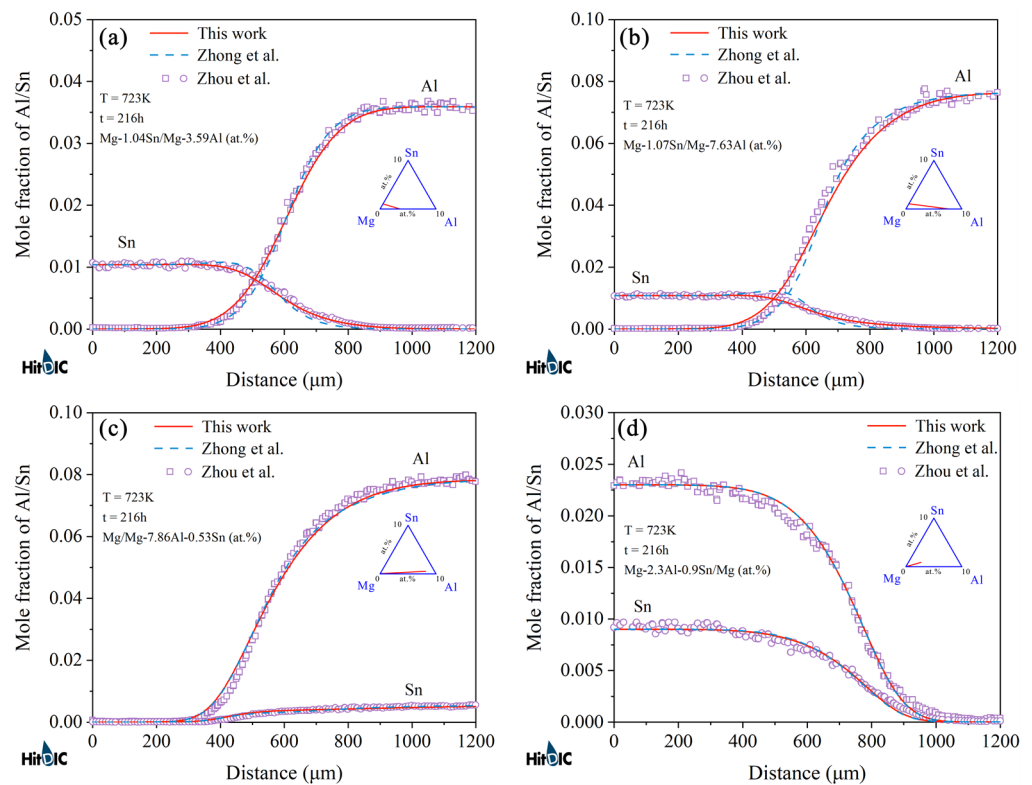 (a)
This work
Zhong et al.
Zhou et al.
T = 723K
t = 216h
Mg-1.04Sn/Mg-3.59Al (at.%)
Al
Sn
Sn
10
at.%
Mg
0
at.%
10
Al
0.05
0.04
0.03
0.02
0.01
0.00
Mole fraction of Al/Sn
0
200
400
600
800
1000
1200
Distance (μm)
HitDIC
(b)
This work
Zhong et al.
Zhou et al.
T = 723K
t = 216h
Mg-1.07Sn/Mg-7.63Al (at.%)
Al
Sn
Sn
10
at.%
Mg
0
at.%
10
Al
0.10
0.08
0.06
0.04
0.02
0.00
Mole fraction of Al/Sn
0
200
400
600
800
1000
1200
Distance (μm)
HitDIC
(c)
This work
Zhong et al.
Zhou et al.
T = 723K
t = 216h
Mg/Mg-7.86Al-0.53Sn (at.%)
Al
Sn
Sn
10
at.%
Mg
0
at.%
10
Al
0.10
0.08
0.06
0.04
0.02
0.00
Mole fraction of Al/Sn
0
200
400
600
800
1000
1200
Distance (μm)
HitDIC
(d)
This work
Zhong et al.
Zhou et al.
T = 723K
t = 216h
Mg-2.3Al-0.9Sn/Mg (at.%)
Al
Sn
Sn
10
at.%
Mg
0
at.%
10
Al
0.030
0.025
0.020
0.015
0.010
0.005
0.000
Mole fraction of Al/Sn
0
200
400
600
800
1000
1200
Distance (μm)
HitDIC